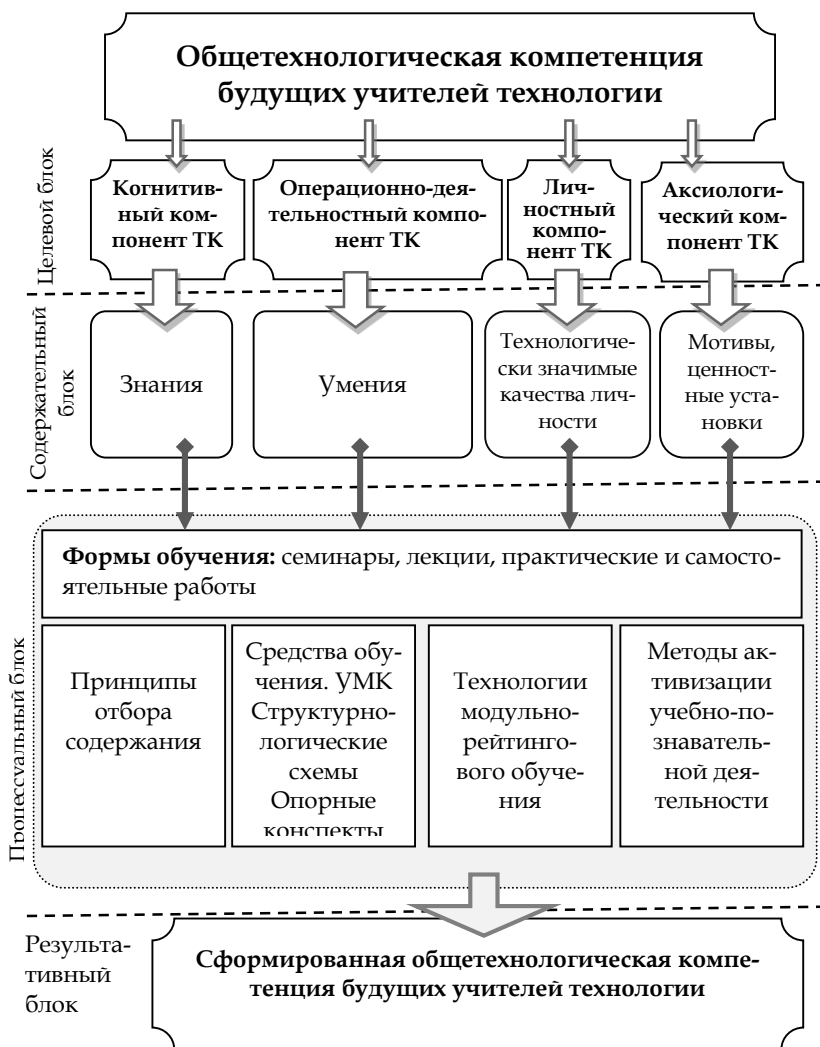 Общетехнологическая компетенция
будущих учителей технологии
Целевой блок
Когнитив-
ный ком-
понент ТК
Операционно-дея-
тельностный компо-
нент ТК
Лич-
ностный
компо-
нент ТК
Аксиологи-
ческий ком-
понент ТК
Содержательный
блок
Знания
Умения
Технологиче-
ски значимые
качества лич-
ности
Мотивы,
ценност-
ные уста-
новки
Процессуальный блок
Формы обучения: семинары, лекции, практические и самосто-
ятельные работы
Принципы
отбора
содержания
Средства обу-
чения. УМК
Структурно-
логические
схемы
Опорные
конспекты
Технологии
модульно-
рейтинго-
вого обуче-
ния
Методы ак-
тивизации
учебно-по-
знаватель-
ной дея-
тельности
Результа-
тивный
блок
Сформированная общетехнологическая компе-
тенция будущих учителей технологии